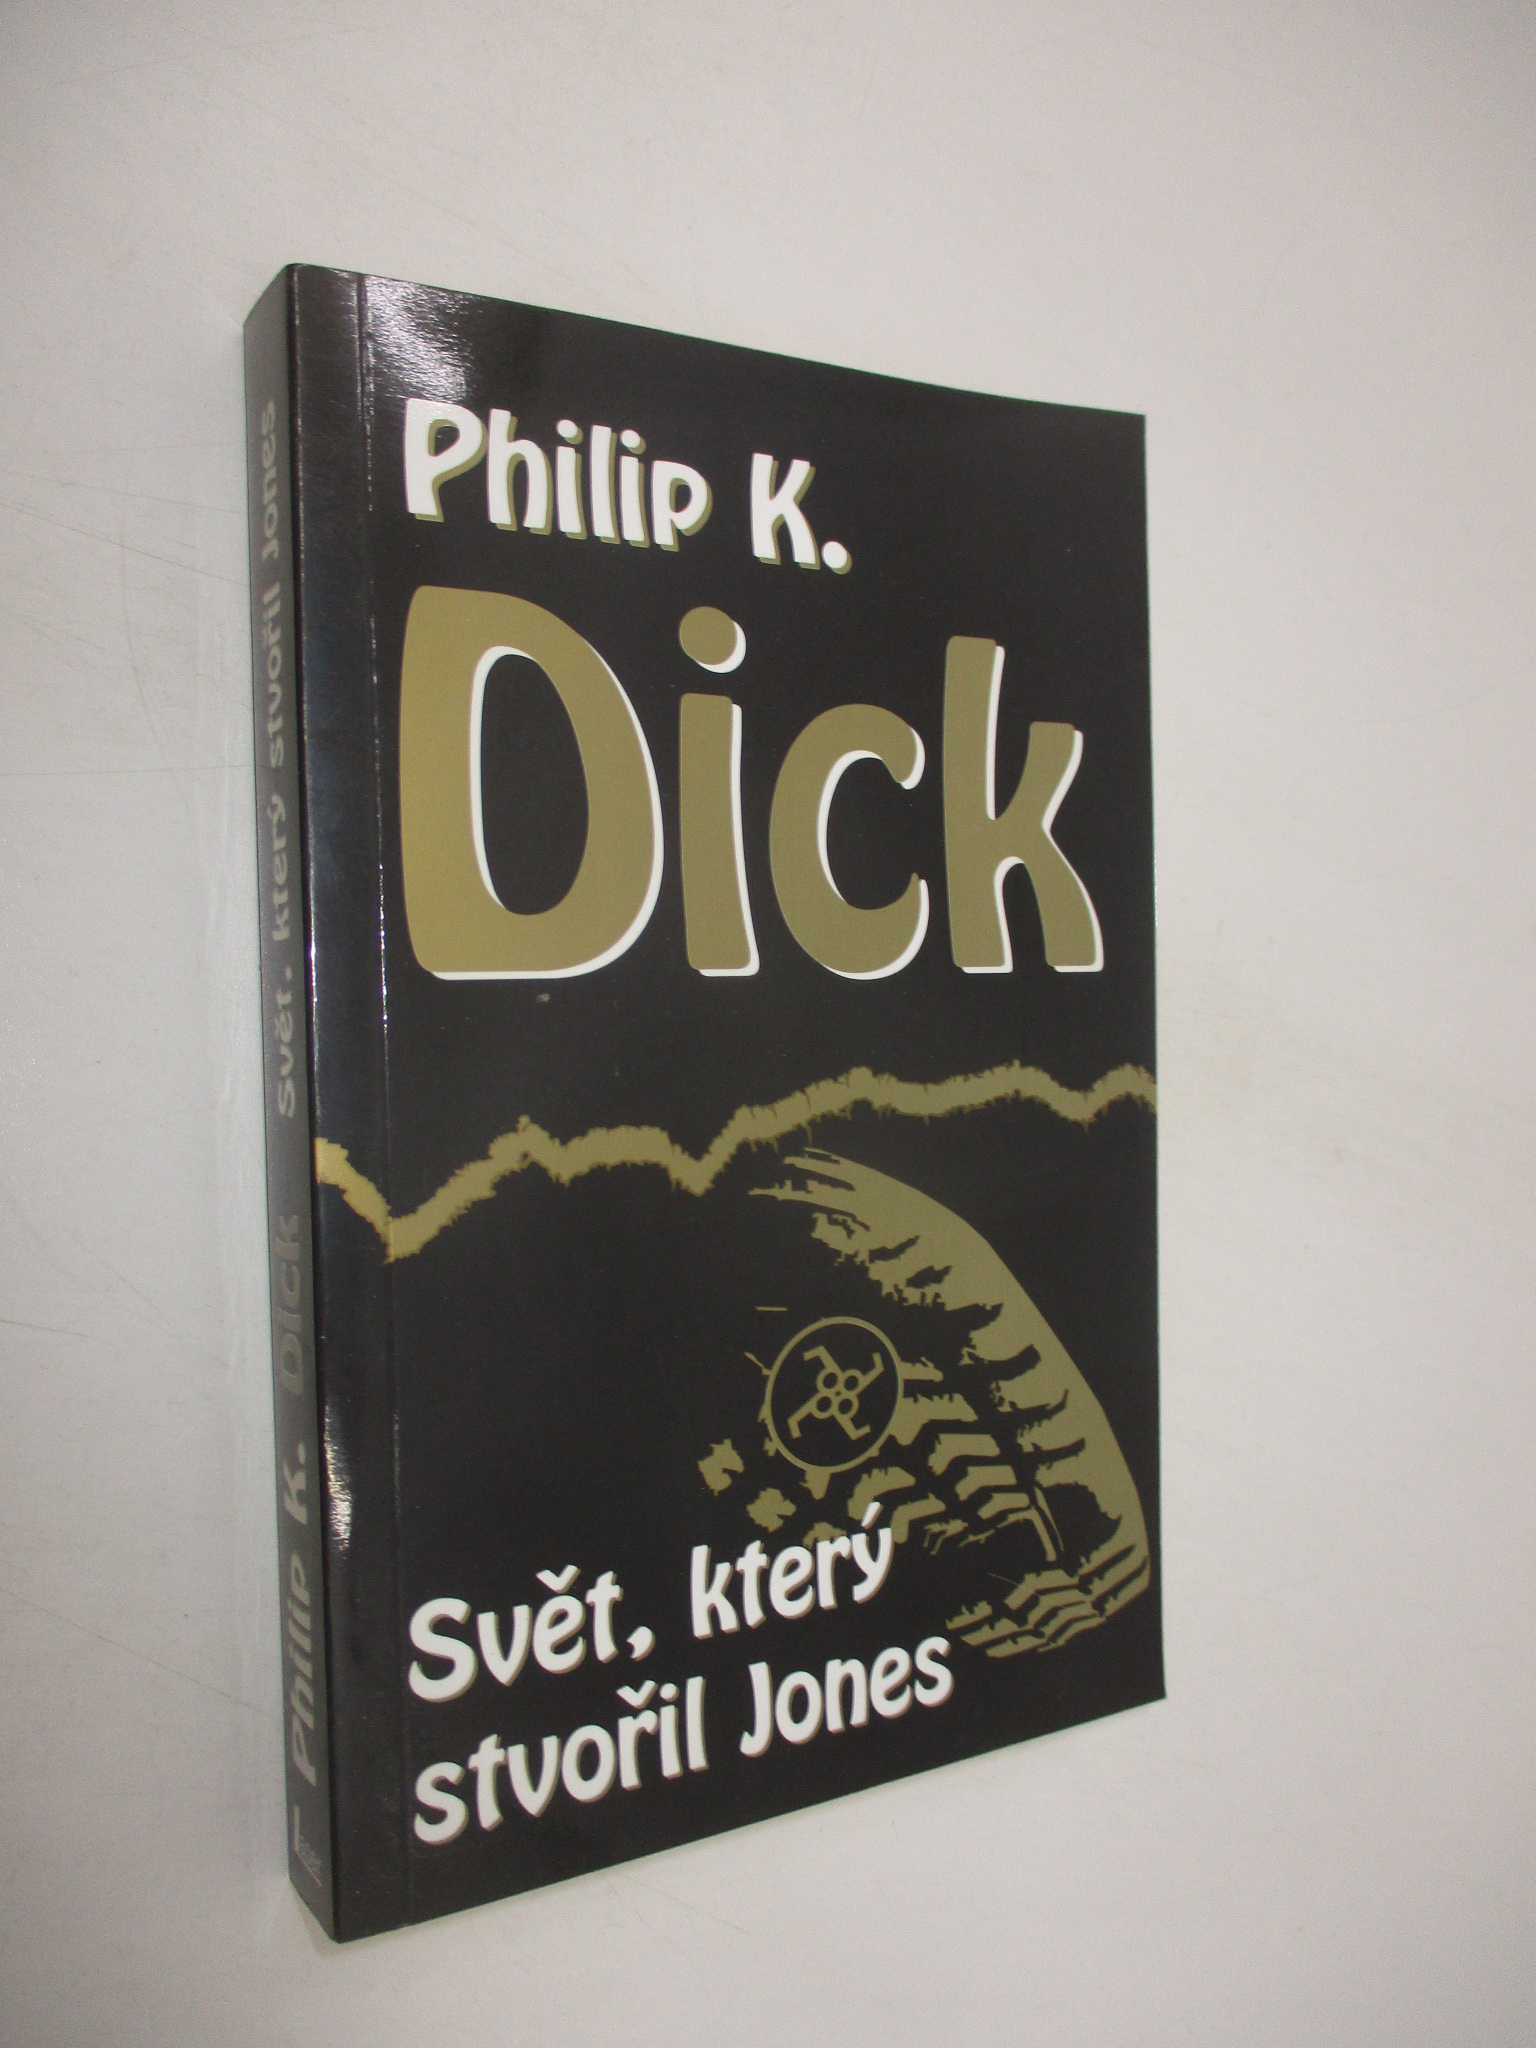 Philip K.
Dick
Svět, který
stvořil Jones
Philip K. Dick Svět, který stvořil Jones